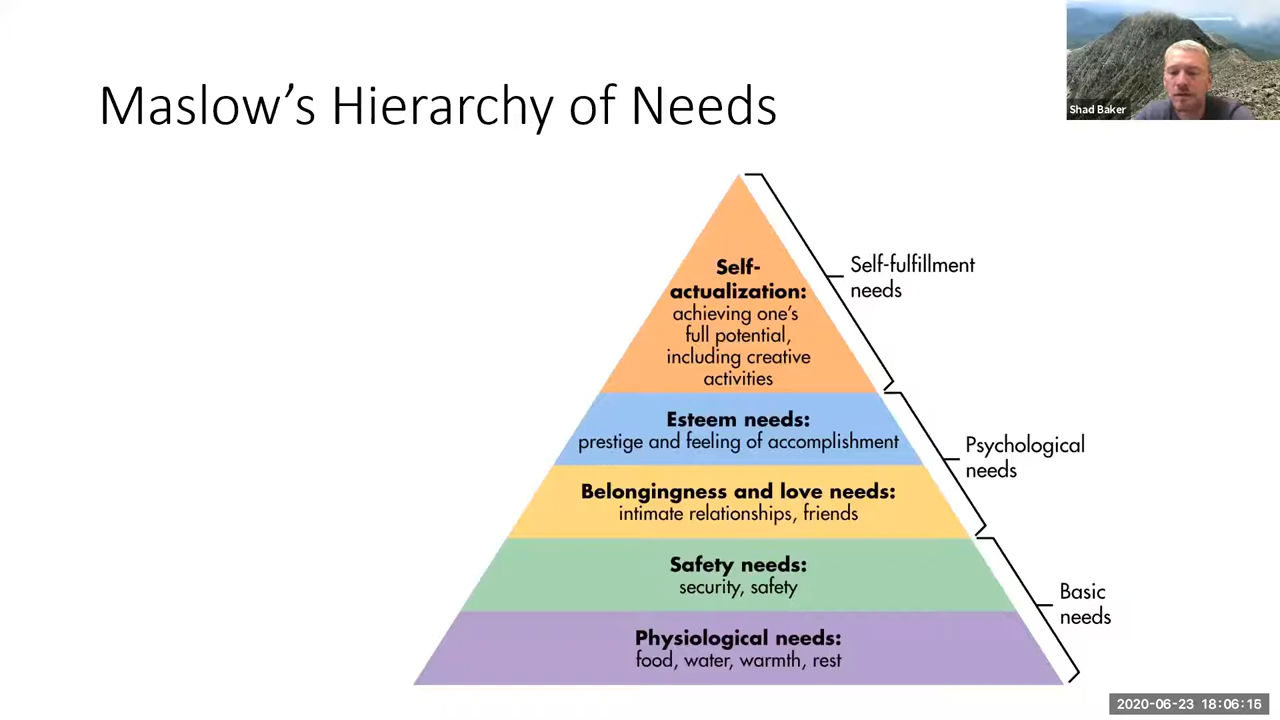 Maslow’s Hierarchy of Needs
Shad Baker
Self-
actualization:
achieving one’s
full potential,
including creative
activities
Self-fulfillment
needs
Esteem needs:
prestige and feeling of accomplishment
Psychological
needs
Belongingness and love needs:
intimate relationships, friends
Safety needs:
security, safety
Basic
needs
Physiological needs:
food, water, warmth, rest
2020-06-23 18:06:16